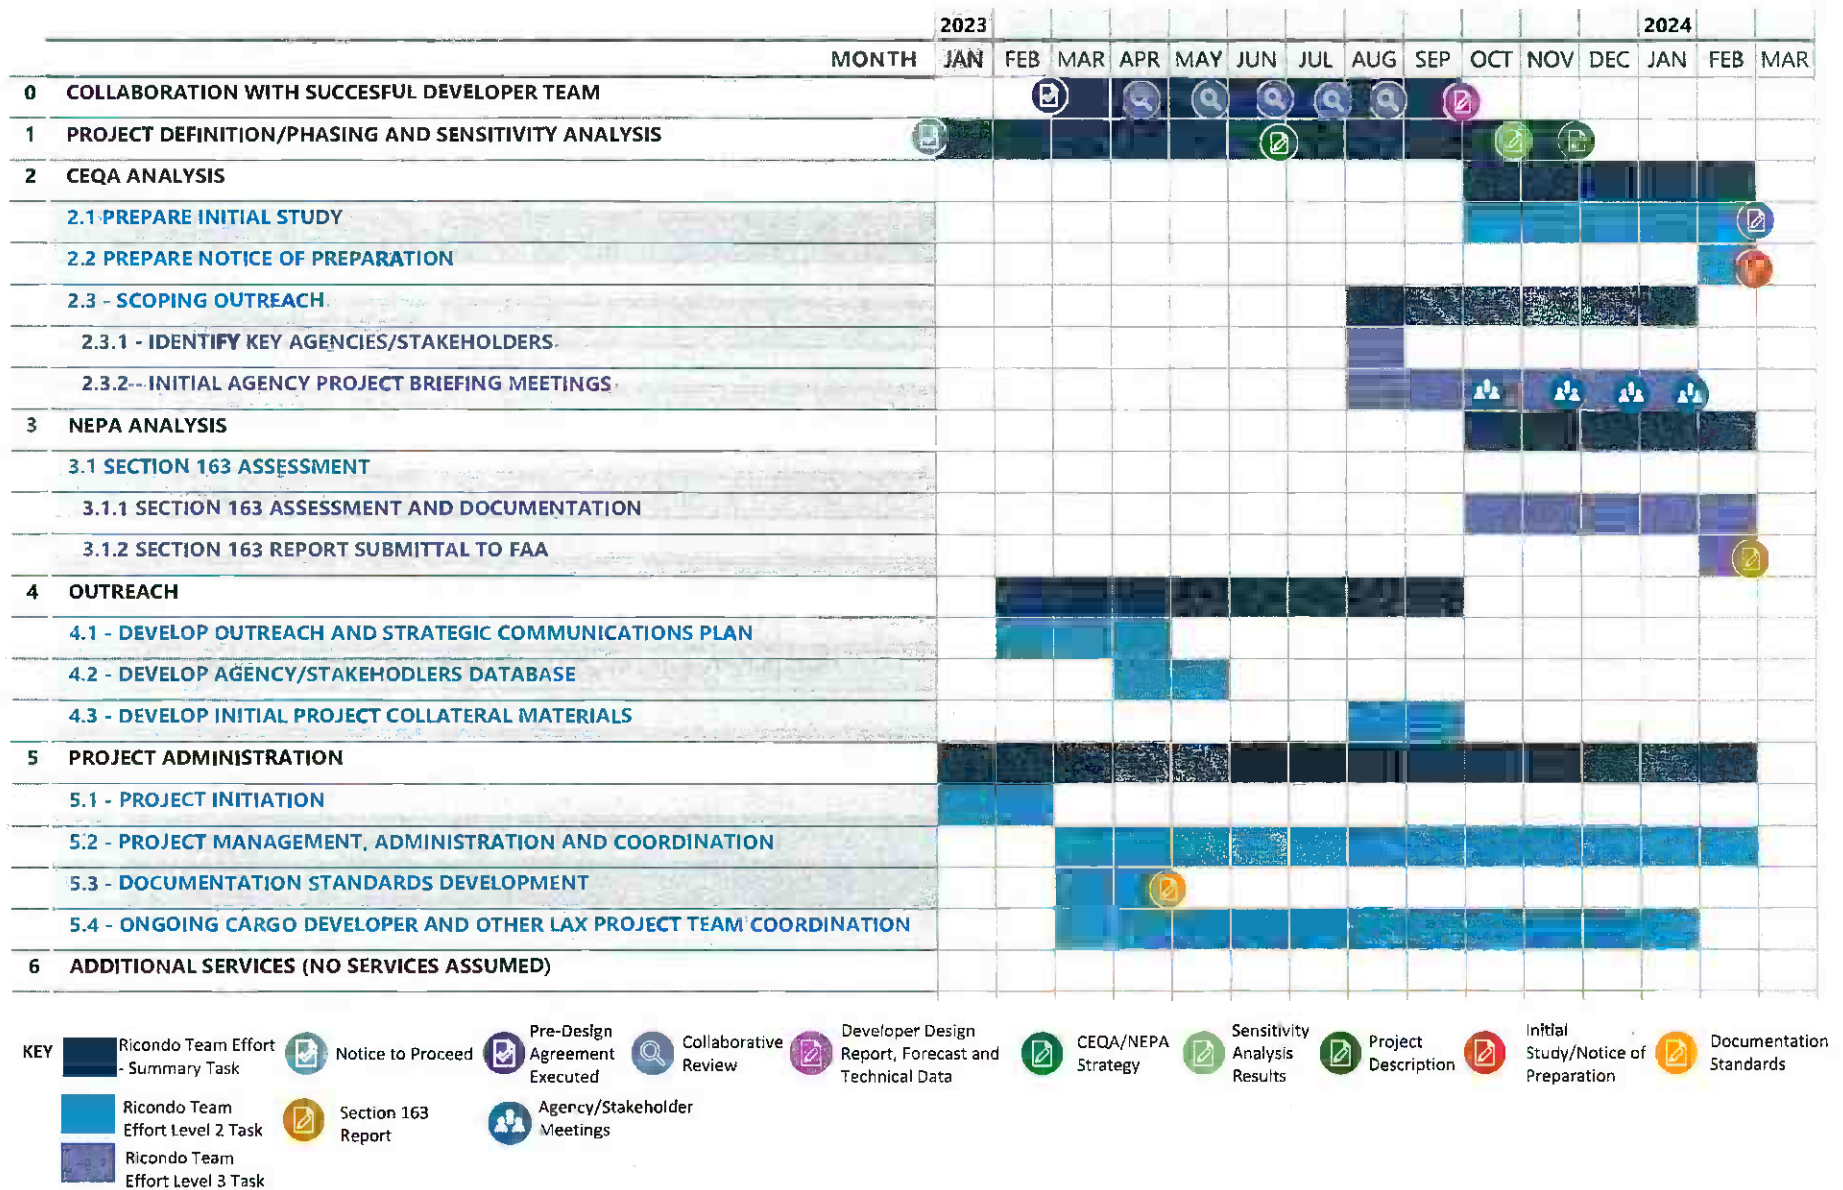 2023 2024
MONTH JAN FEB MAR APR MAY JUN JUL AUG SEP OCT NOV DEC JAN FEB MAR
0 COLLABORATION WITH SUCCESFUL DEVELOPER TEAM
1 PROJECT DEFINITION/PHASING AND SENSITIVITY ANALYSIS
2 CEQA ANALYSIS
2.1 PREPARE INITIAL STUDY
2.2 PREPARE NOTICE OF PREPARATION
2.3 - SCOPING OUTREACH
2.3.1 - IDENTIFY KEY AGENCIES/STAKEHOLDERS
2.3.2 - INITIAL AGENCY PROJECT BRIEFING MEETINGS
3 NEPA ANALYSIS
3.1 SECTION 163 ASSESSMENT
3.1.1 SECTION 163 ASSESSMENT AND DOCUMENTATION
3.1.2 SECTION 163 REPORT SUBMITTAL TO FAA
4 OUTREACH
4.1 - DEVELOP OUTREACH AND STRATEGIC COMMUNICATIONS PLAN
4.2 - DEVELOP AGENCY/STAKEHODLERS DATABASE
4.3 - DEVELOP INITIAL PROJECT COLLATERAL MATERIALS
5 PROJECT ADMINISTRATION
5.1 - PROJECT INITIATION
5.2 - PROJECT MANAGEMENT, ADMINISTRATION AND COORDINATION
5.3 - DOCUMENTATION STANDARDS DEVELOPMENT
5.4 - ONGOING CARGO DEVELOPER AND OTHER LAX PROJECT TEAM COORDINATION
6 ADDITIONAL SERVICES (NO SERVICES ASSUMED)
KEY
Ricondo Team Effort
- Summary Task
Notice to Proceed
Pre-Design
Agreement
Executed
Collaborative
Review
Developer Design
Report, Forecast and
Technical Data
CEQA/NEPA
Strategy
Sensitivity
Analysis
Results
Project
Description
Initial
Study/Notice of
Preparation
Documentation
Standards
Ricondo Team
Effort Level 2 Task
Section 163
Report
Agency/Stakeholder
Meetings
Ricondo Team
Effort Level 3 Task